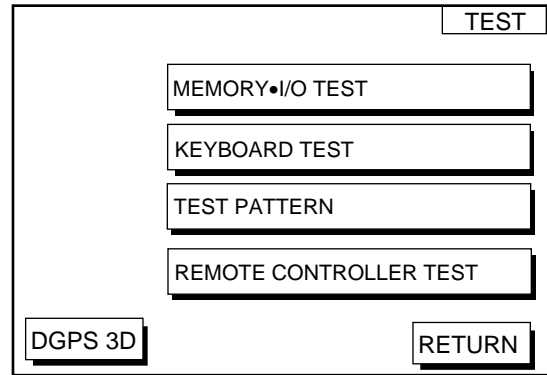 TEST
MEMORY•I/O TEST
KEYBOARD TEST
TEST PATTERN
REMOTE CONTROLLER TEST
DGPS 3D
RETURN